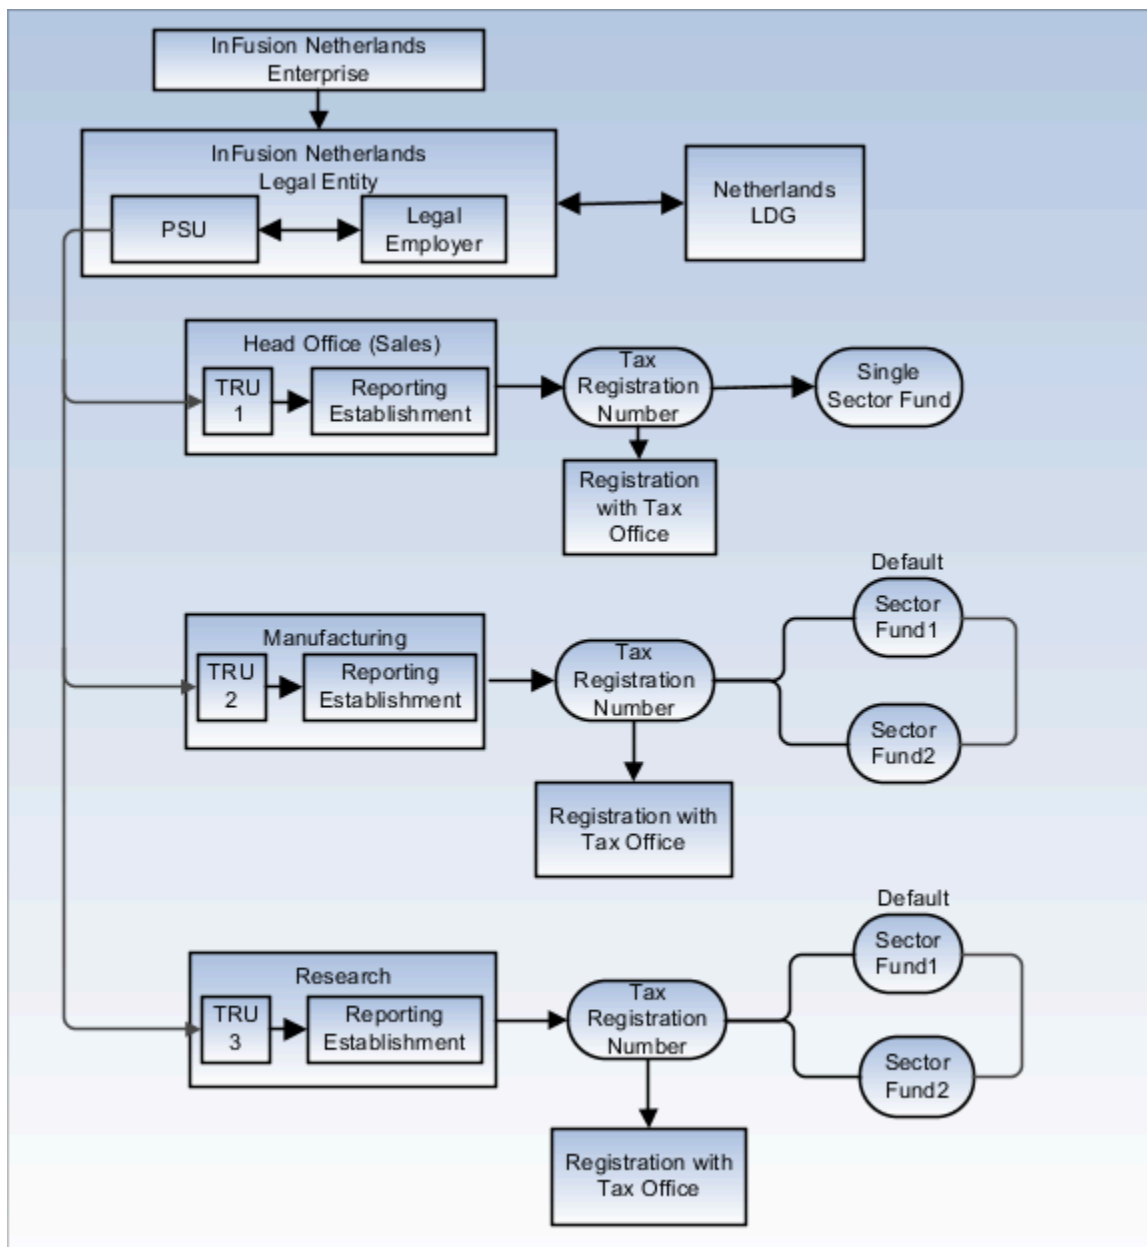 InFusion Netherlands
Enterprise
InFusion Netherlands
Legal Entity
PSU
Legal
Employer
Netherlands
LDG
Head Office (Sales)
TRU
1
Reporting
Establishment
Tax
Registration
Number
Single
Sector Fund
Registration
with Tax
Office
Default
Sector
Fund1
Manufacturing
TRU
2
Reporting
Establishment
Tax
Registration
Number
Sector
Fund2
Registration with
Tax Office
Default
Sector
Fund1
Research
TRU
3
Reporting
Establishment
Tax
Registration
Number
Sector
Fund2
Registration with
Tax Office